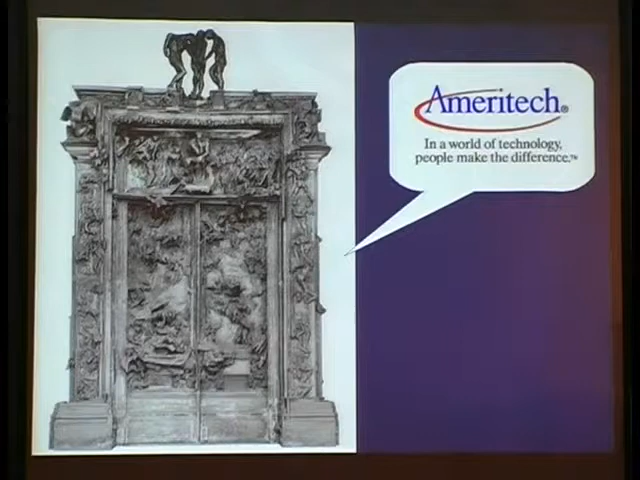 Ameritech®
In a world of technology,
people make the difference.™